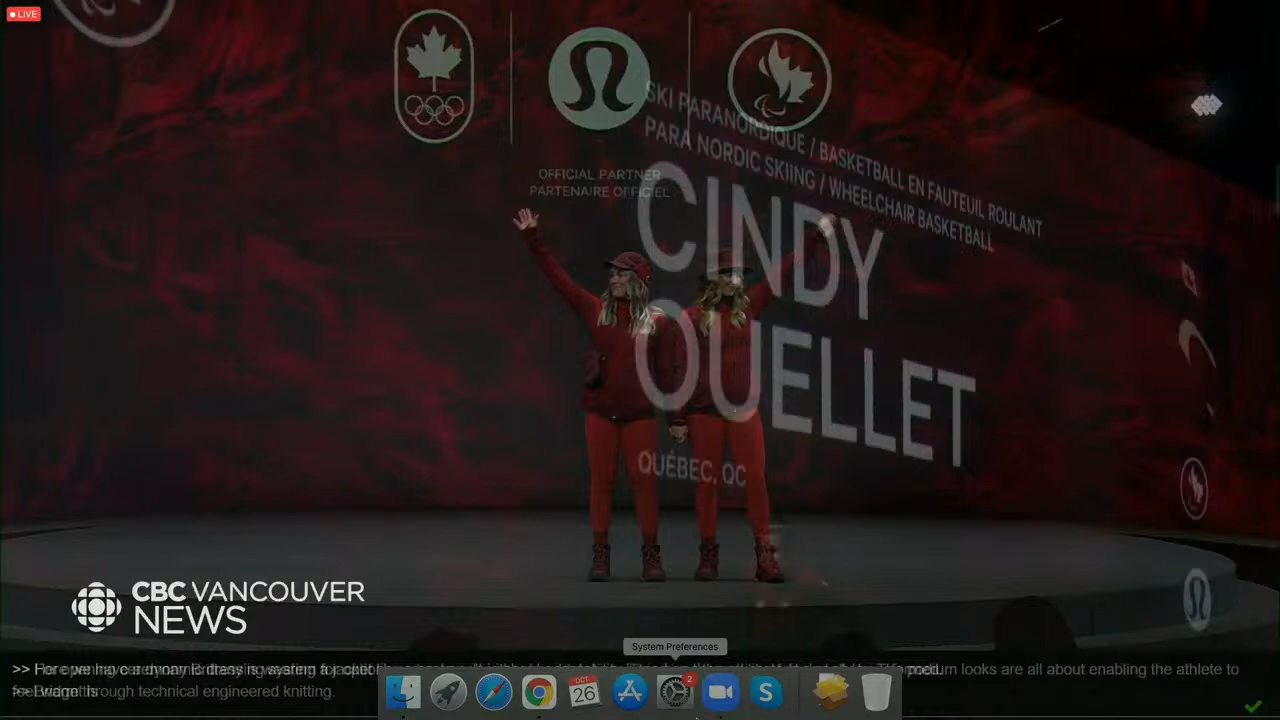 LIVE
OFFICIAL PARTNER
PARTENAIRE OFFICIEL
SKI PARANORDIQUE / BASKETBALL EN FAUTEUIL ROULANT
PARA NORDIC SKIING / WHEELCHAIR BASKETBALL
CINDY
OUELLET
QUÉBEC, QC
CBC VANCOUVER
NEWS
System Preferences
OCT
26
2
S
looks are all about enabling the athlete to
through technical engineered knitting.